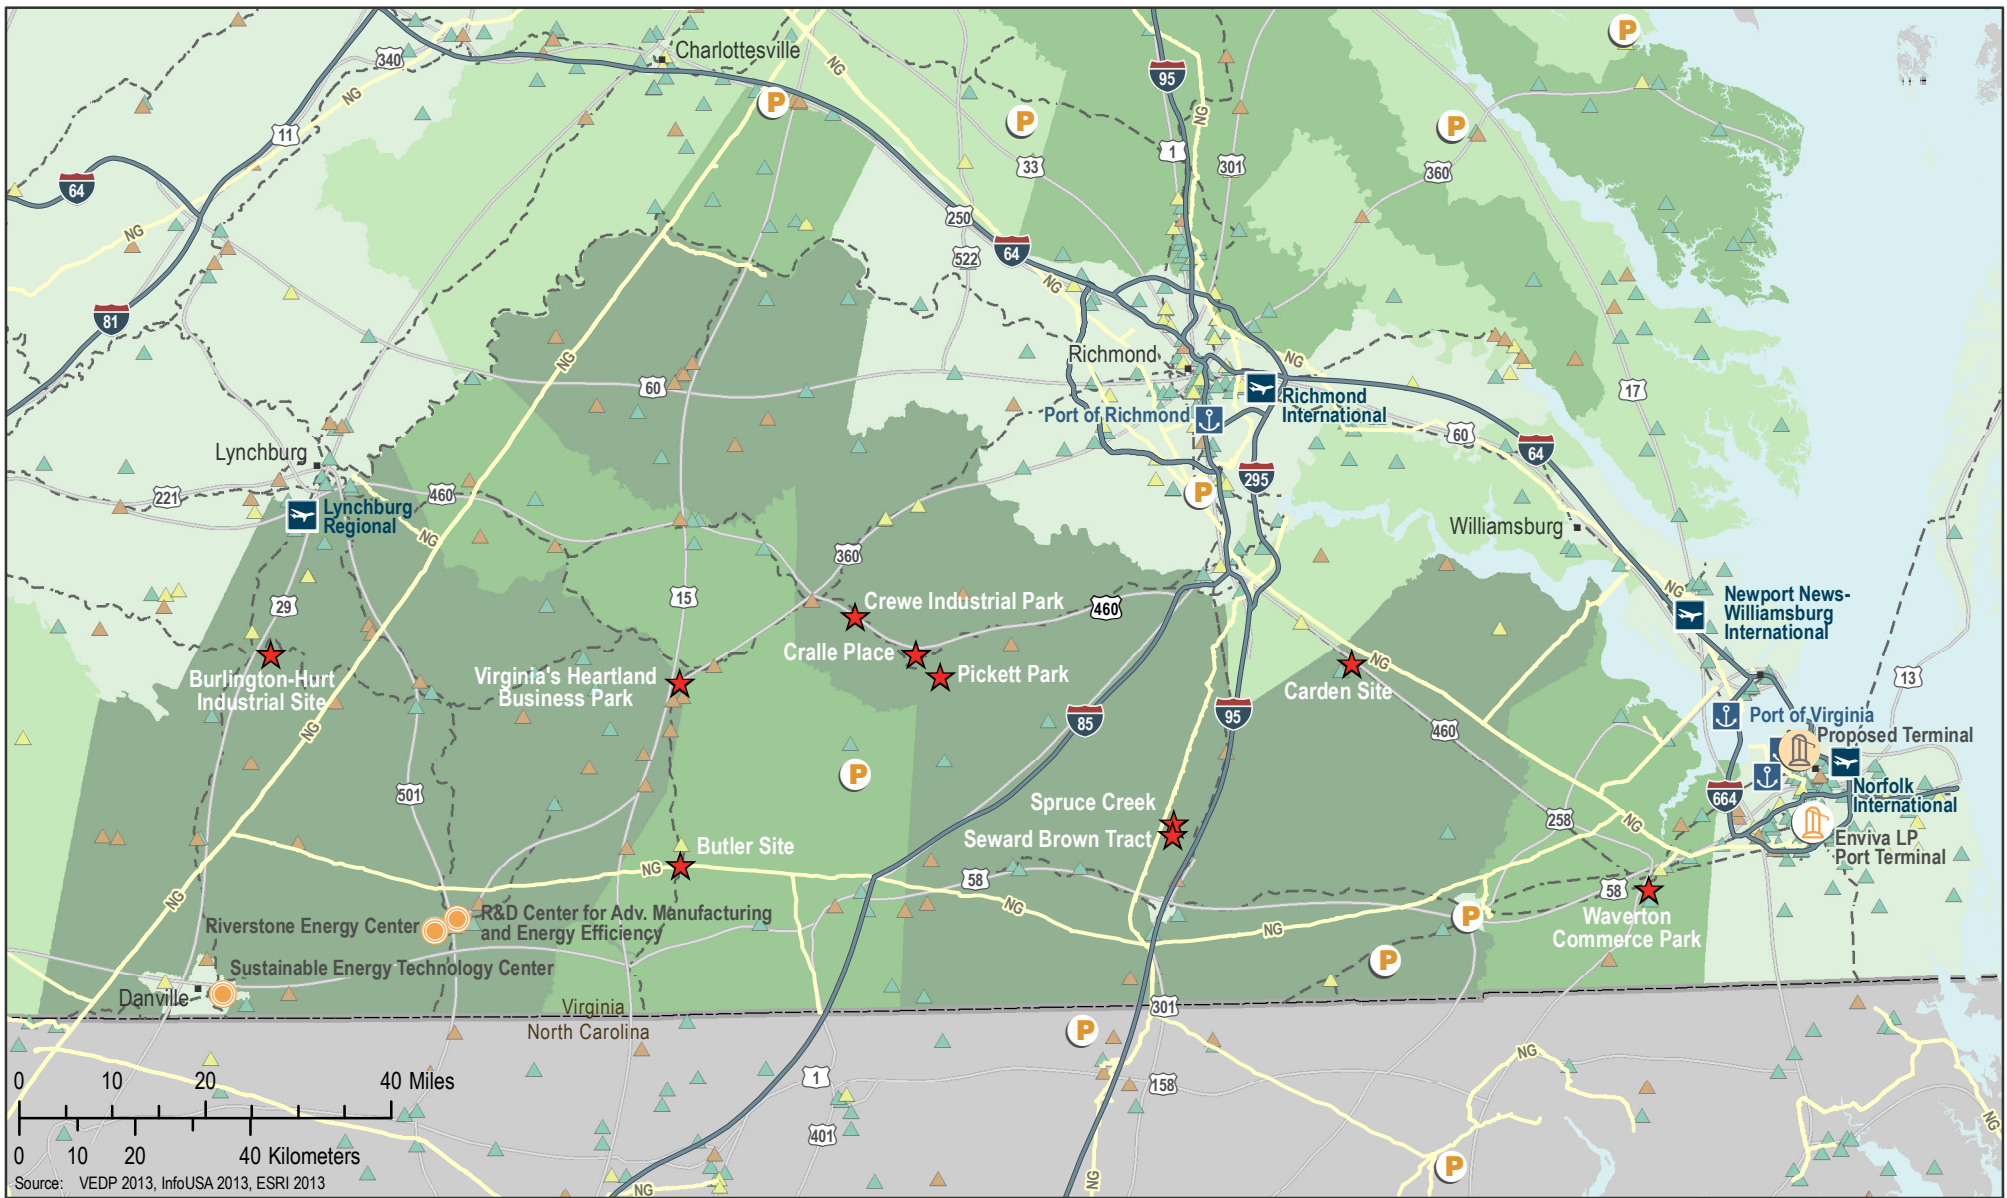 Charlottesville
P
340
NG
95
NG
P
P
P
P
NG
11
1
33
301
360
64
NG
250
64
522
NG
81
NG
Richmond
NG
60
17
Port of Richmond
Richmond
International
60
64
Lynchburg
221
460
Lynchburg
Regional
NG
295
P
Williamsburg
360
29
15
Crewe Industrial Park
460
NG
Newport News-
Williamsburg
International
Cralle Place
Pickett Park
NG
Carden Site
Burlington-Hurt
Industrial Site
Virginia's Heartland
Business Park
13
NG
85
95
460
Port of Virginia
Proposed Terminal
501
P
664
Norfolk
International
Spruce Creek
Seward Brown Tract
258
NG
Enviva LP
Port Terminal
Butler Site
NG
58
NG
58
NG
NG
P
Waverton
Commerce Park
P
Riverstone Energy Center
R&D Center for Adv. Manufacturing
and Energy Efficiency
Sustainable Energy Technology Center
Danville
Virginia
North Carolina
301
P
NG
0 10 20 40 Miles
1
158
401
NG
0 10 20 40 Kilometers
P
NG
NG
Source: VEDP 2013, InfoUSA 2013, ESRI 2013